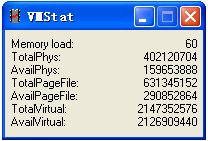 VMStat
Memory load: 60
TotalPhys: 402120704
AvailPhys: 159653888
TotalPageFile: 631345152
AvailPageFile: 290852864
TotalVirtual: 2147352576
AvailVirtual: 2126909440